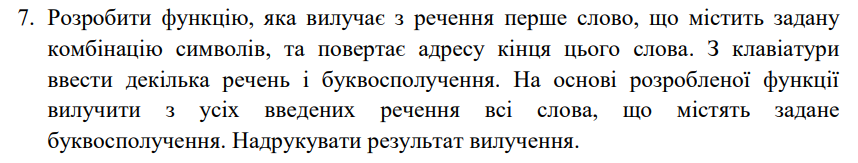 7. Розробити функцію, яка вилучає з речення перше слово, що містить задану
комбінацію символів, та повертає адресу кінця цього слова. З клавіатури
ввести декілька речень і буквосполучення. На основі розробленої функції
вилучити з усіх введених речення всі слова, що містять задане
буквосполучення. Надрукувати результат вилучення.